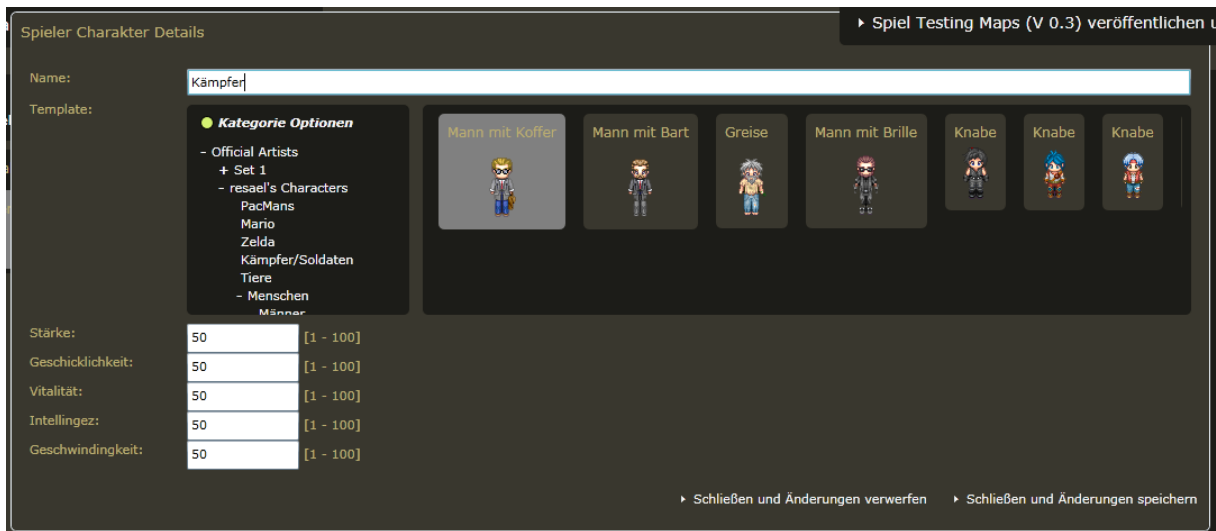 ▸ Spiel Testing Maps (V 0.3) veröffentlichen
Spieler Charakter Details
Name:
Kämpfer
Template:
Kategorie Optionen
– Official Artists
+ Set 1
– resael's Characters
PacMans
Mario
Zelda
Kämpfer/Soldaten
Tiere
– Menschen
Männer
Mann mit Koffer
Mann mit Bart
Greise
Mann mit Brille
Knabe
Knabe
Knabe
Stärke: 50 [1 - 100]
Geschicklichkeit: 50 [1 - 100]
Vitalität: 50 [1 - 100]
Intellingez: 50 [1 - 100]
Geschwindingkeit: 50 [1 - 100]
▸ Schließen und Änderungen verwerfen ▸ Schließen und Änderungen speichern